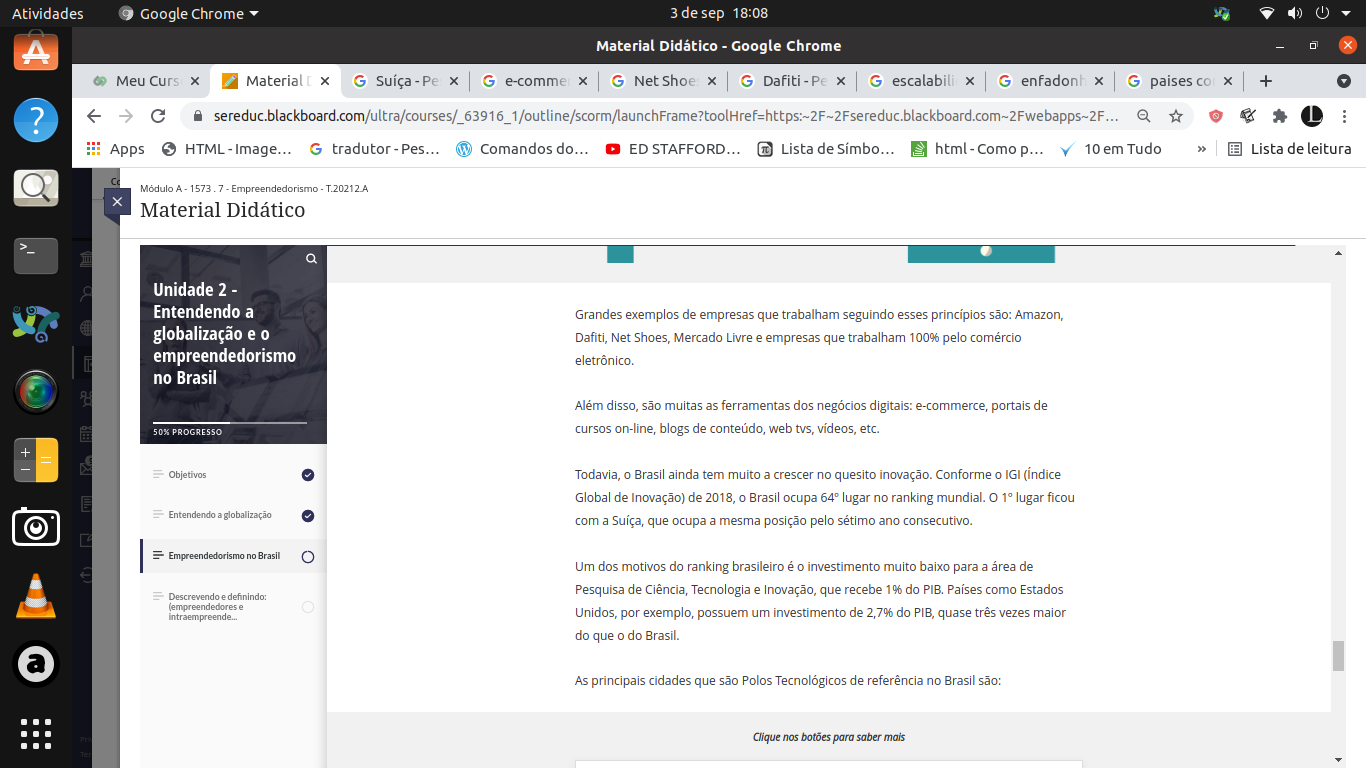 Atividades
Google Chrome
3 de sep 18:08
Material Didático - Google Chrome
Meu Curs
Material D
Suíça - Pe
e-comme
Net Shoe
Dafiti - Pe
escalabili
enfadonh
paises co
sereduc.blackboard.com/ultra/courses/_63916_1/outline/scorm/launchFrame?toolHref=https:~2F~2Fsereduc.blackboard.com~2Fwebapps~2F...
Apps
HTML - Image...
tradutor - Pes...
Comandos do...
ED STAFFORD...
Lista de Símbo...
html - Como p...
10 em Tudo
»
Lista de leitura
Módulo A - 1573 . 7 - Empreendedorismo - T.20212.A
Material Didático
Unidade 2 -
Entendendo a
globalização e o
empreendedorismo
no Brasil
50% PROGRESSO
Objetivos
Entendendo a globalização
Empreendedorismo no Brasil
Descrevendo e definindo:
(empreendedores e
intraempreende...
Grandes exemplos de empresas que trabalham seguindo esses princípios são: Amazon,
Dafiti, Net Shoes, Mercado Livre e empresas que trabalham 100% pelo comércio
eletrônico.
Além disso, são muitas as ferramentas dos negócios digitais: e-commerce, portais de
cursos on-line, blogs de conteúdo, web tvs, vídeos, etc.
Todavia, o Brasil ainda tem muito a crescer no quesito inovação. Conforme o IGI (Índice
Global de Inovação) de 2018, o Brasil ocupa 64º lugar no ranking mundial. O 1º lugar ficou
com a Suíça, que ocupa a mesma posição pelo sétimo ano consecutivo.
Um dos motivos do ranking brasileiro é o investimento muito baixo para a área de
Pesquisa de Ciência, Tecnologia e Inovação, que recebe 1% do PIB. Países como Estados
Unidos, por exemplo, possuem um investimento de 2,7% do PIB, quase três vezes maior
do que o do Brasil.
As principais cidades que são Polos Tecnológicos de referência no Brasil são:
Clique nos botões para saber mais